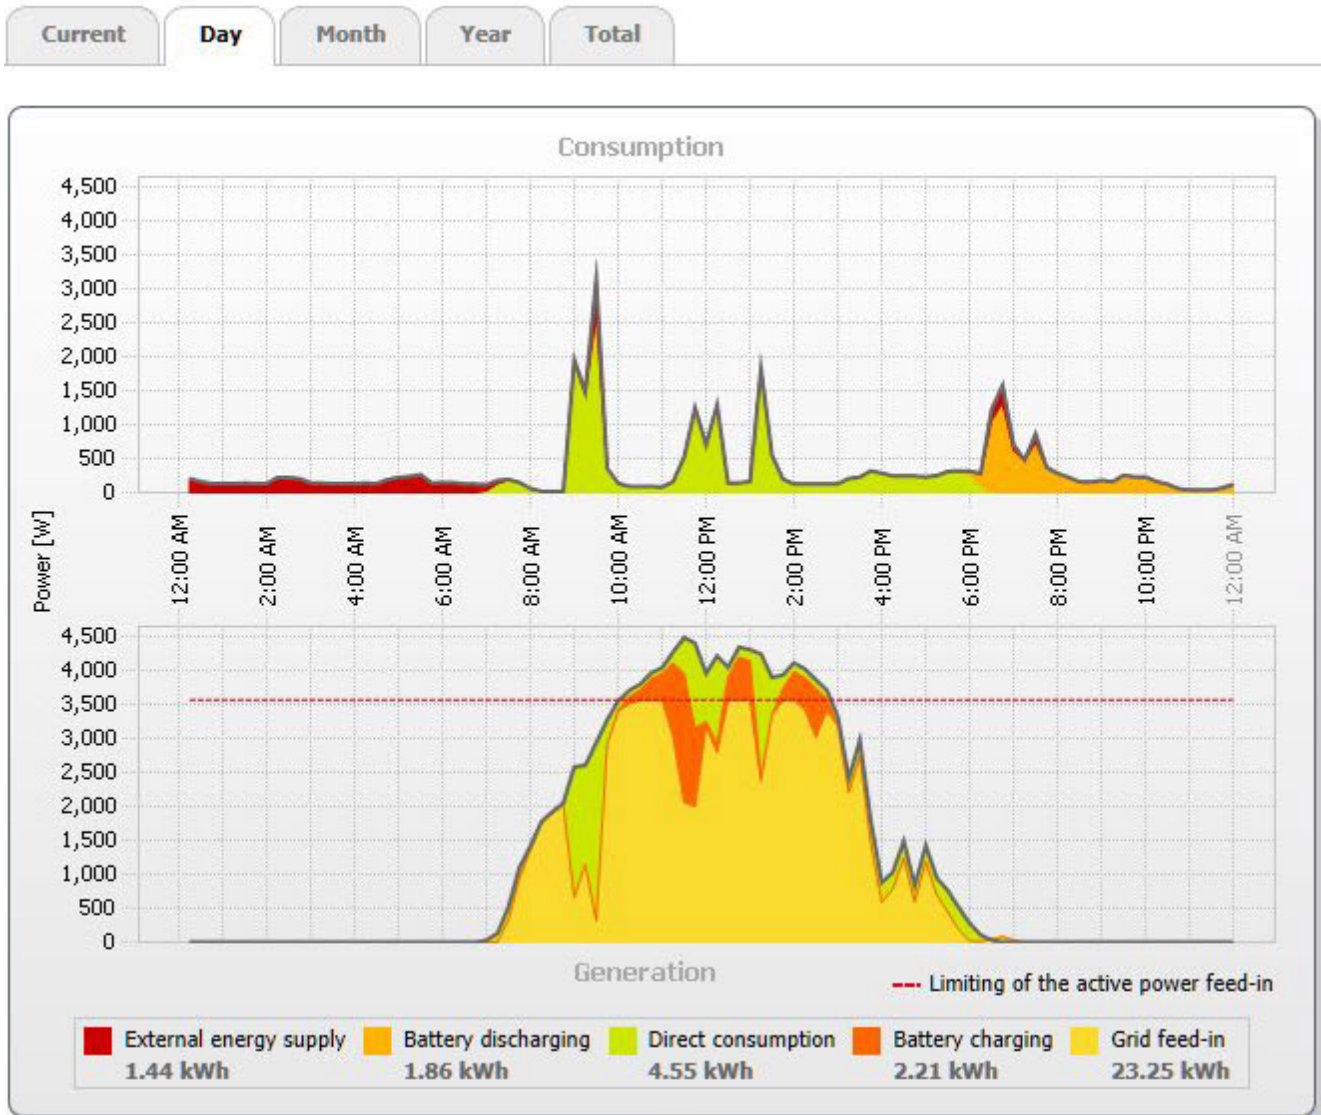 Current Day Month Year Total
Consumption
4,500
4,000
3,500
3,000
2,500
2,000
1,500
1,000
500
0
Power [W]
12:00 AM 2:00 AM 4:00 AM 6:00 AM 8:00 AM 10:00 AM 12:00 PM 2:00 PM 4:00 PM 6:00 PM 8:00 PM 10:00 PM 12:00 AM
4,500
4,000
3,500
3,000
2,500
2,000
1,500
1,000
500
0
Generation
Limiting of the active power feed-in
External energy supply Battery discharging Direct consumption Battery charging Grid feed-in
1.44 kWh 1.86 kWh 4.55 kWh 2.21 kWh 23.25 kWh